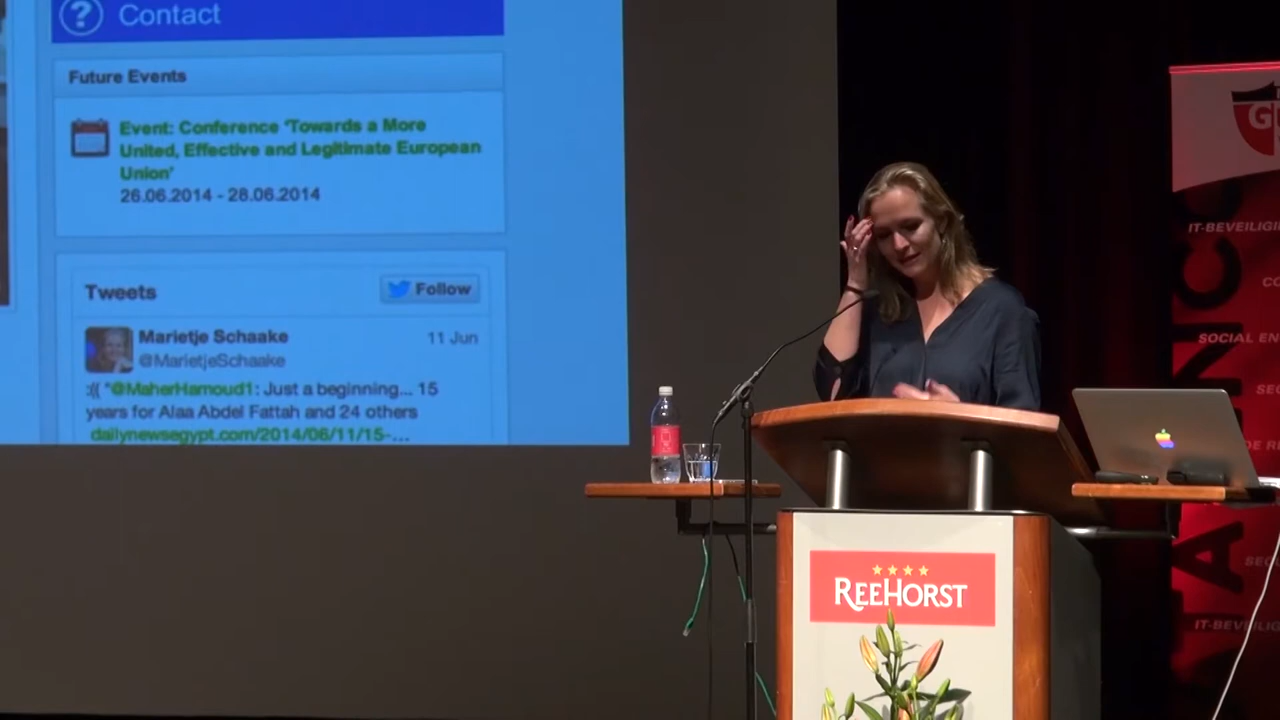 ?
Contact
Future Events
Event: Conference ‘Towards a More
United, Effective and Legitimate European
Union’
26.06.2014 - 28.06.2014
Tweets
Follow
Marietje Schaake
11 Jun
@MarietjeSchaake
:(( "@MaherHamoud1: Just a beginning... 15
years for Alaa Abdel Fattah and 24 others
dailynewsegypt.com/2014/06/11/15-...
REEHORST
G
IT-BEVEILIGI
SOCIAL EN
IT-BEVEILIG